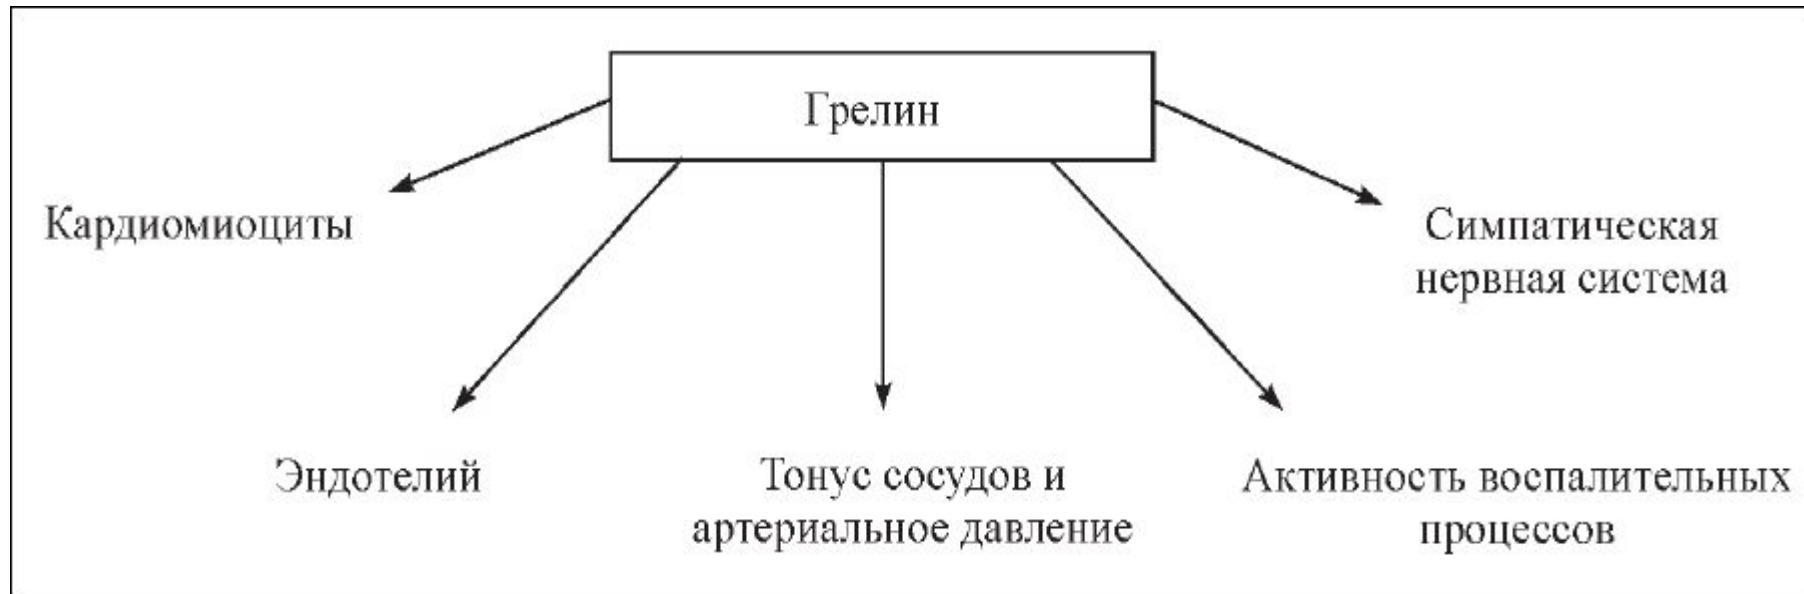 Грелин
Кардиомиоциты
Симпатическая
нервная система
Эндотелий
Тонус сосудов и
артериальное давление
Активность воспалительных
процессов